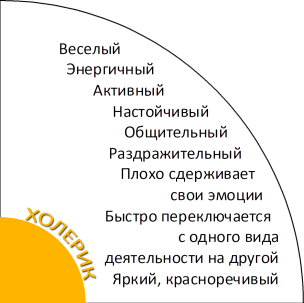 Веселый
Энергичный
Активный
Настойчивый
Общительный
Раздражительный
Плохо сдерживает
свои эмоции
Быстро переключается
с одного вида
деятельности на другой
Яркий, красноречивый
ХОЛЕРИК